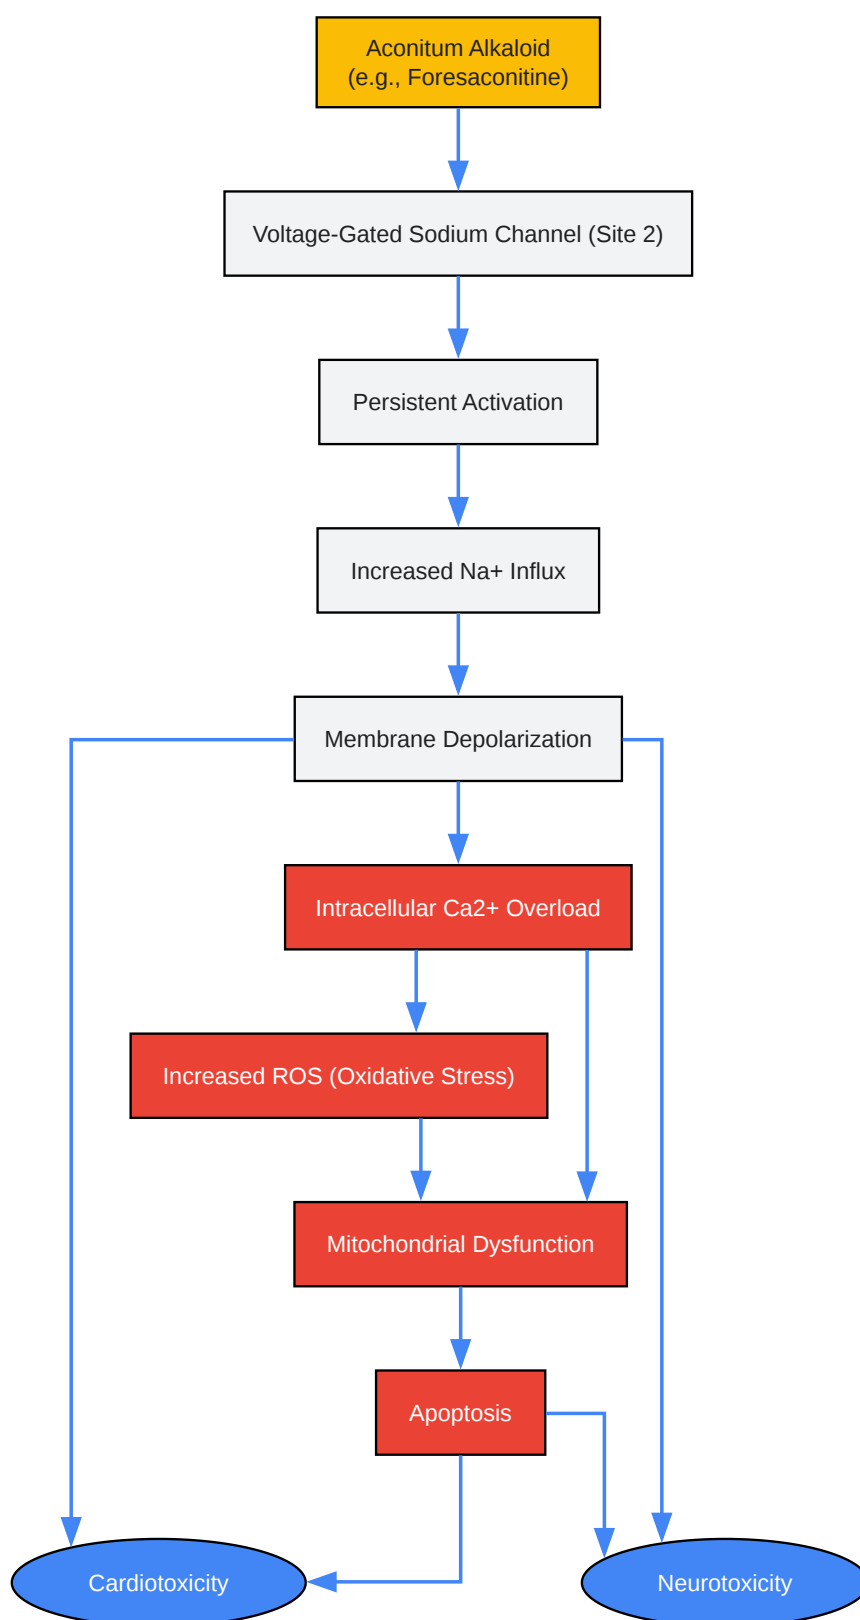 Aconitum Alkaloid
(e.g., Foresaconitine)
Voltage-Gated Sodium Channel (Site 2)
Persistent Activation
Increased Na+ Influx
Membrane Depolarization
Intracellular Ca2+ Overload
Increased ROS (Oxidative Stress)
Mitochondrial Dysfunction
Apoptosis
Cardiotoxicity
Neurotoxicity